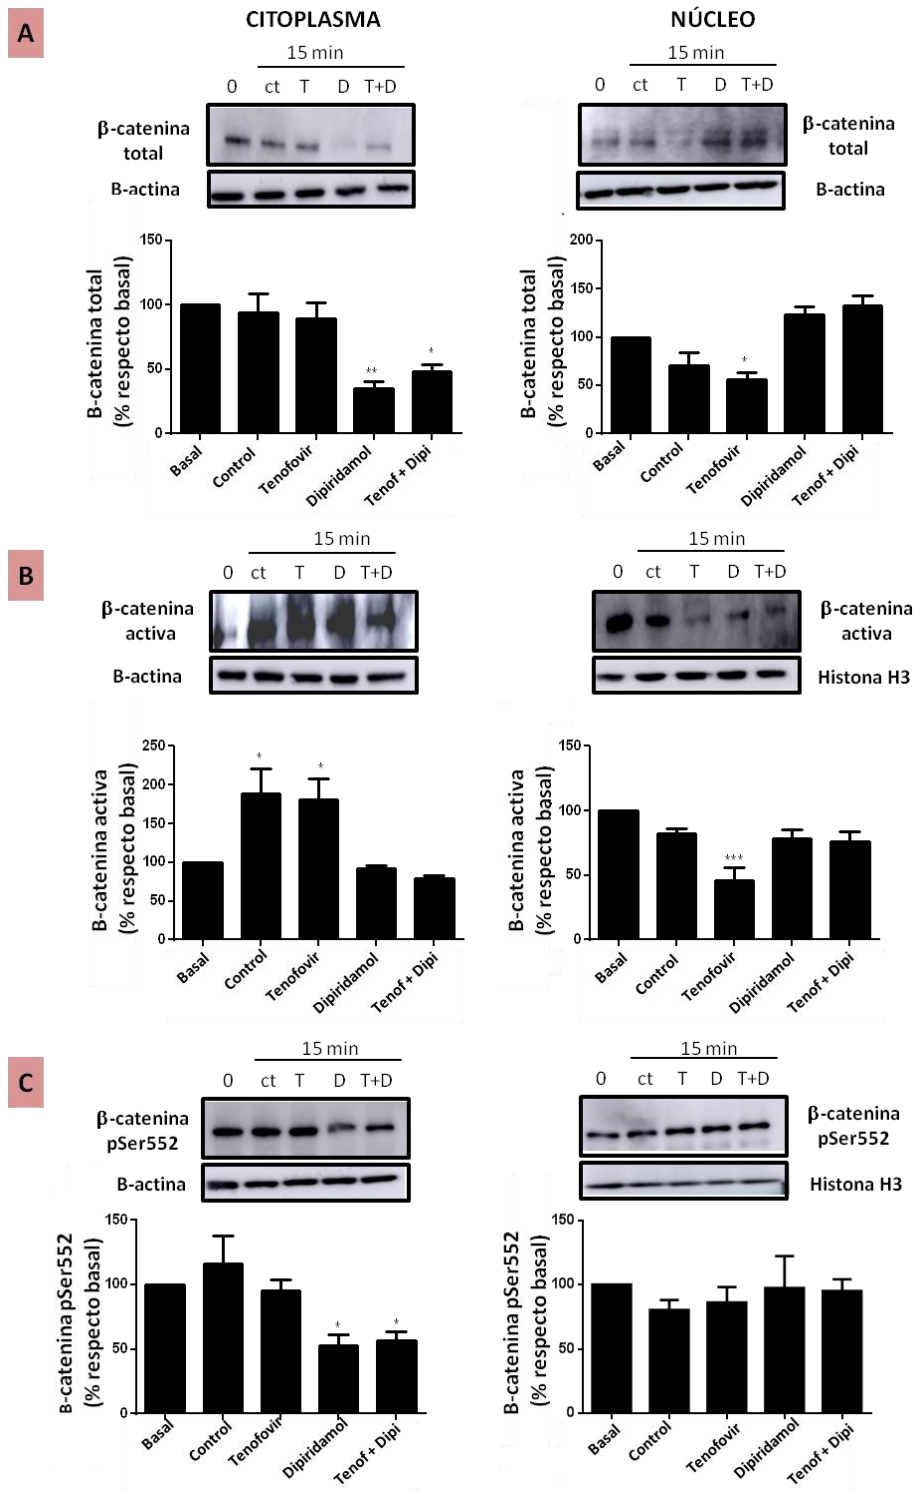 A
CITOPLASMA
NÚCLEO
15 min
0 ct T D T+D
β-catenina
total
B-actina
15 min
0 ct T D T+D
β-catenina
total
B-actina
B-catenina total
(% respecto basal)
150
100
50
0
**
*
Basal
Control
Tenofovir
Dipiridamol
Tenof + Dipi
B-catenina total
(% respecto basal)
200
150
100
50
0
*
Basal
Control
Tenofovir
Dipiridamol
Tenof + Dipi
B
15 min
0 ct T D T+D
β-catenina
activa
B-actina
15 min
0 ct T D T+D
β-catenina
activa
Histona H3
B-catenina activa
(% respecto basal)
250
200
150
100
50
0
*
*
Basal
Control
Tenofovir
Dipiridamol
Tenof + Dipi
B-catenina activa
(% respecto basal)
150
100
50
0
***
Basal
Control
Tenofovir
Dipiridamol
Tenof + Dipi
C
15 min
0 ct T D T+D
β-catenina
pSer552
B-actina
15 min
0 ct T D T+D
β-catenina
pSer552
Histona H3
B-catenina pSer552
(% respecto basal)
150
100
50
0
*
*
Basal
Control
Tenofovir
Dipiridamol
Tenof + Dipi
B-catenina pSer552
(% respecto basal)
150
100
50
0
Basal
Control
Tenofovir
Dipiridamol
Tenof + Dipi